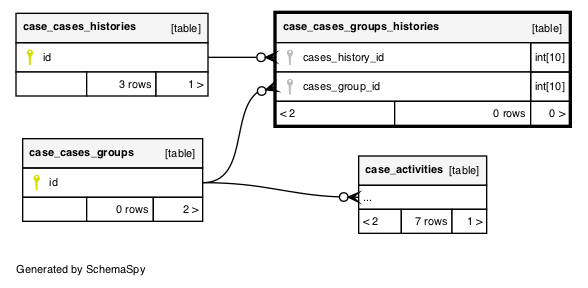 case_cases_histories [table]
id
3 rows 1 >
case_cases_groups_histories [table]
cases_history_id int[10]
cases_group_id int[10]
< 2 0 rows 0 >
case_cases_groups [table]
id
0 rows 2 >
case_activities [table]
...
< 2 7 rows 1 >
Generated by SchemaSpy